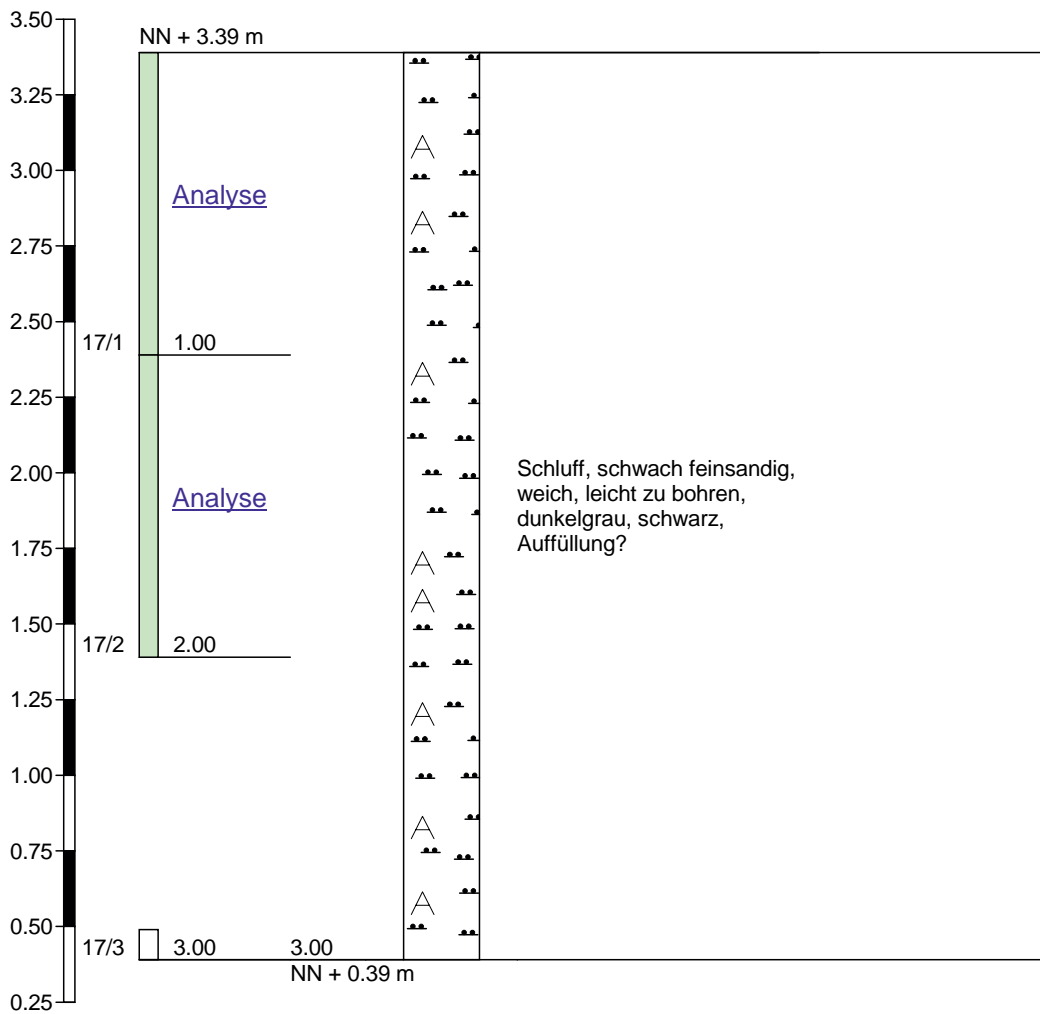 3.50
NN + 3.39 m
3.25
3.00
Analyse
2.75
2.50
17/1 1.00
2.25
2.00
Analyse
Schluff, schwach feinsandig,
weich, leicht zu bohren,
dunkelgrau, schwarz,
Auffüllung?
1.75
1.50
17/2 2.00
1.25
1.00
0.75
0.50
17/3 3.00 3.00
NN + 0.39 m
0.25
A
A
A
A
A
A
A
A